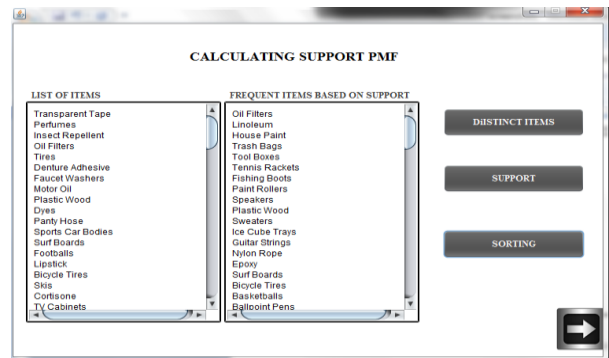 CALCULATING SUPPORT PMF
LIST OF ITEMS
Transparent Tape
Perfumes
Insect Repellent
Oil Filters
Tires
Denture Adhesive
Faucet Washers
Motor Oil
Plastic Wood
Dyes
Panty Hose
Sports Car Bodies
Surf Boards
Footballs
Lipstick
Bicycle Tires
Skis
Cortisone
TV Cabinets
FREQUENT ITEMS BASED ON SUPPORT
Oil Filters
Linoleum
House Paint
Trash Bags
Tool Boxes
Tennis Rackets
Fishing Boots
Paint Rollers
Speakers
Plastic Wood
Sweaters
Ice Cube Trays
Guitar Strings
Nylon Rope
Epoxy
Surf Boards
Bicycle Tires
Basketballs
Ballpoint Pens
DiISTINCT ITEMS
SUPPORT
SORTING